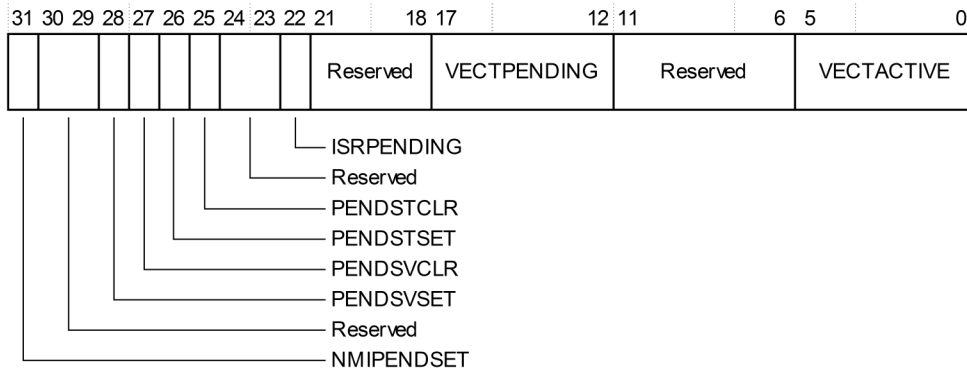 31 30 29 28 27 26 25 24 23 22 21 18 17 12 11 6 5 0
Reserved VECTPENDING Reserved VECTACTIVE
ISRPENDING
Reserved
PENDSTCLR
PENDSTSET
PENDSVCLR
PENDSVSET
Reserved
NMIPENDSET